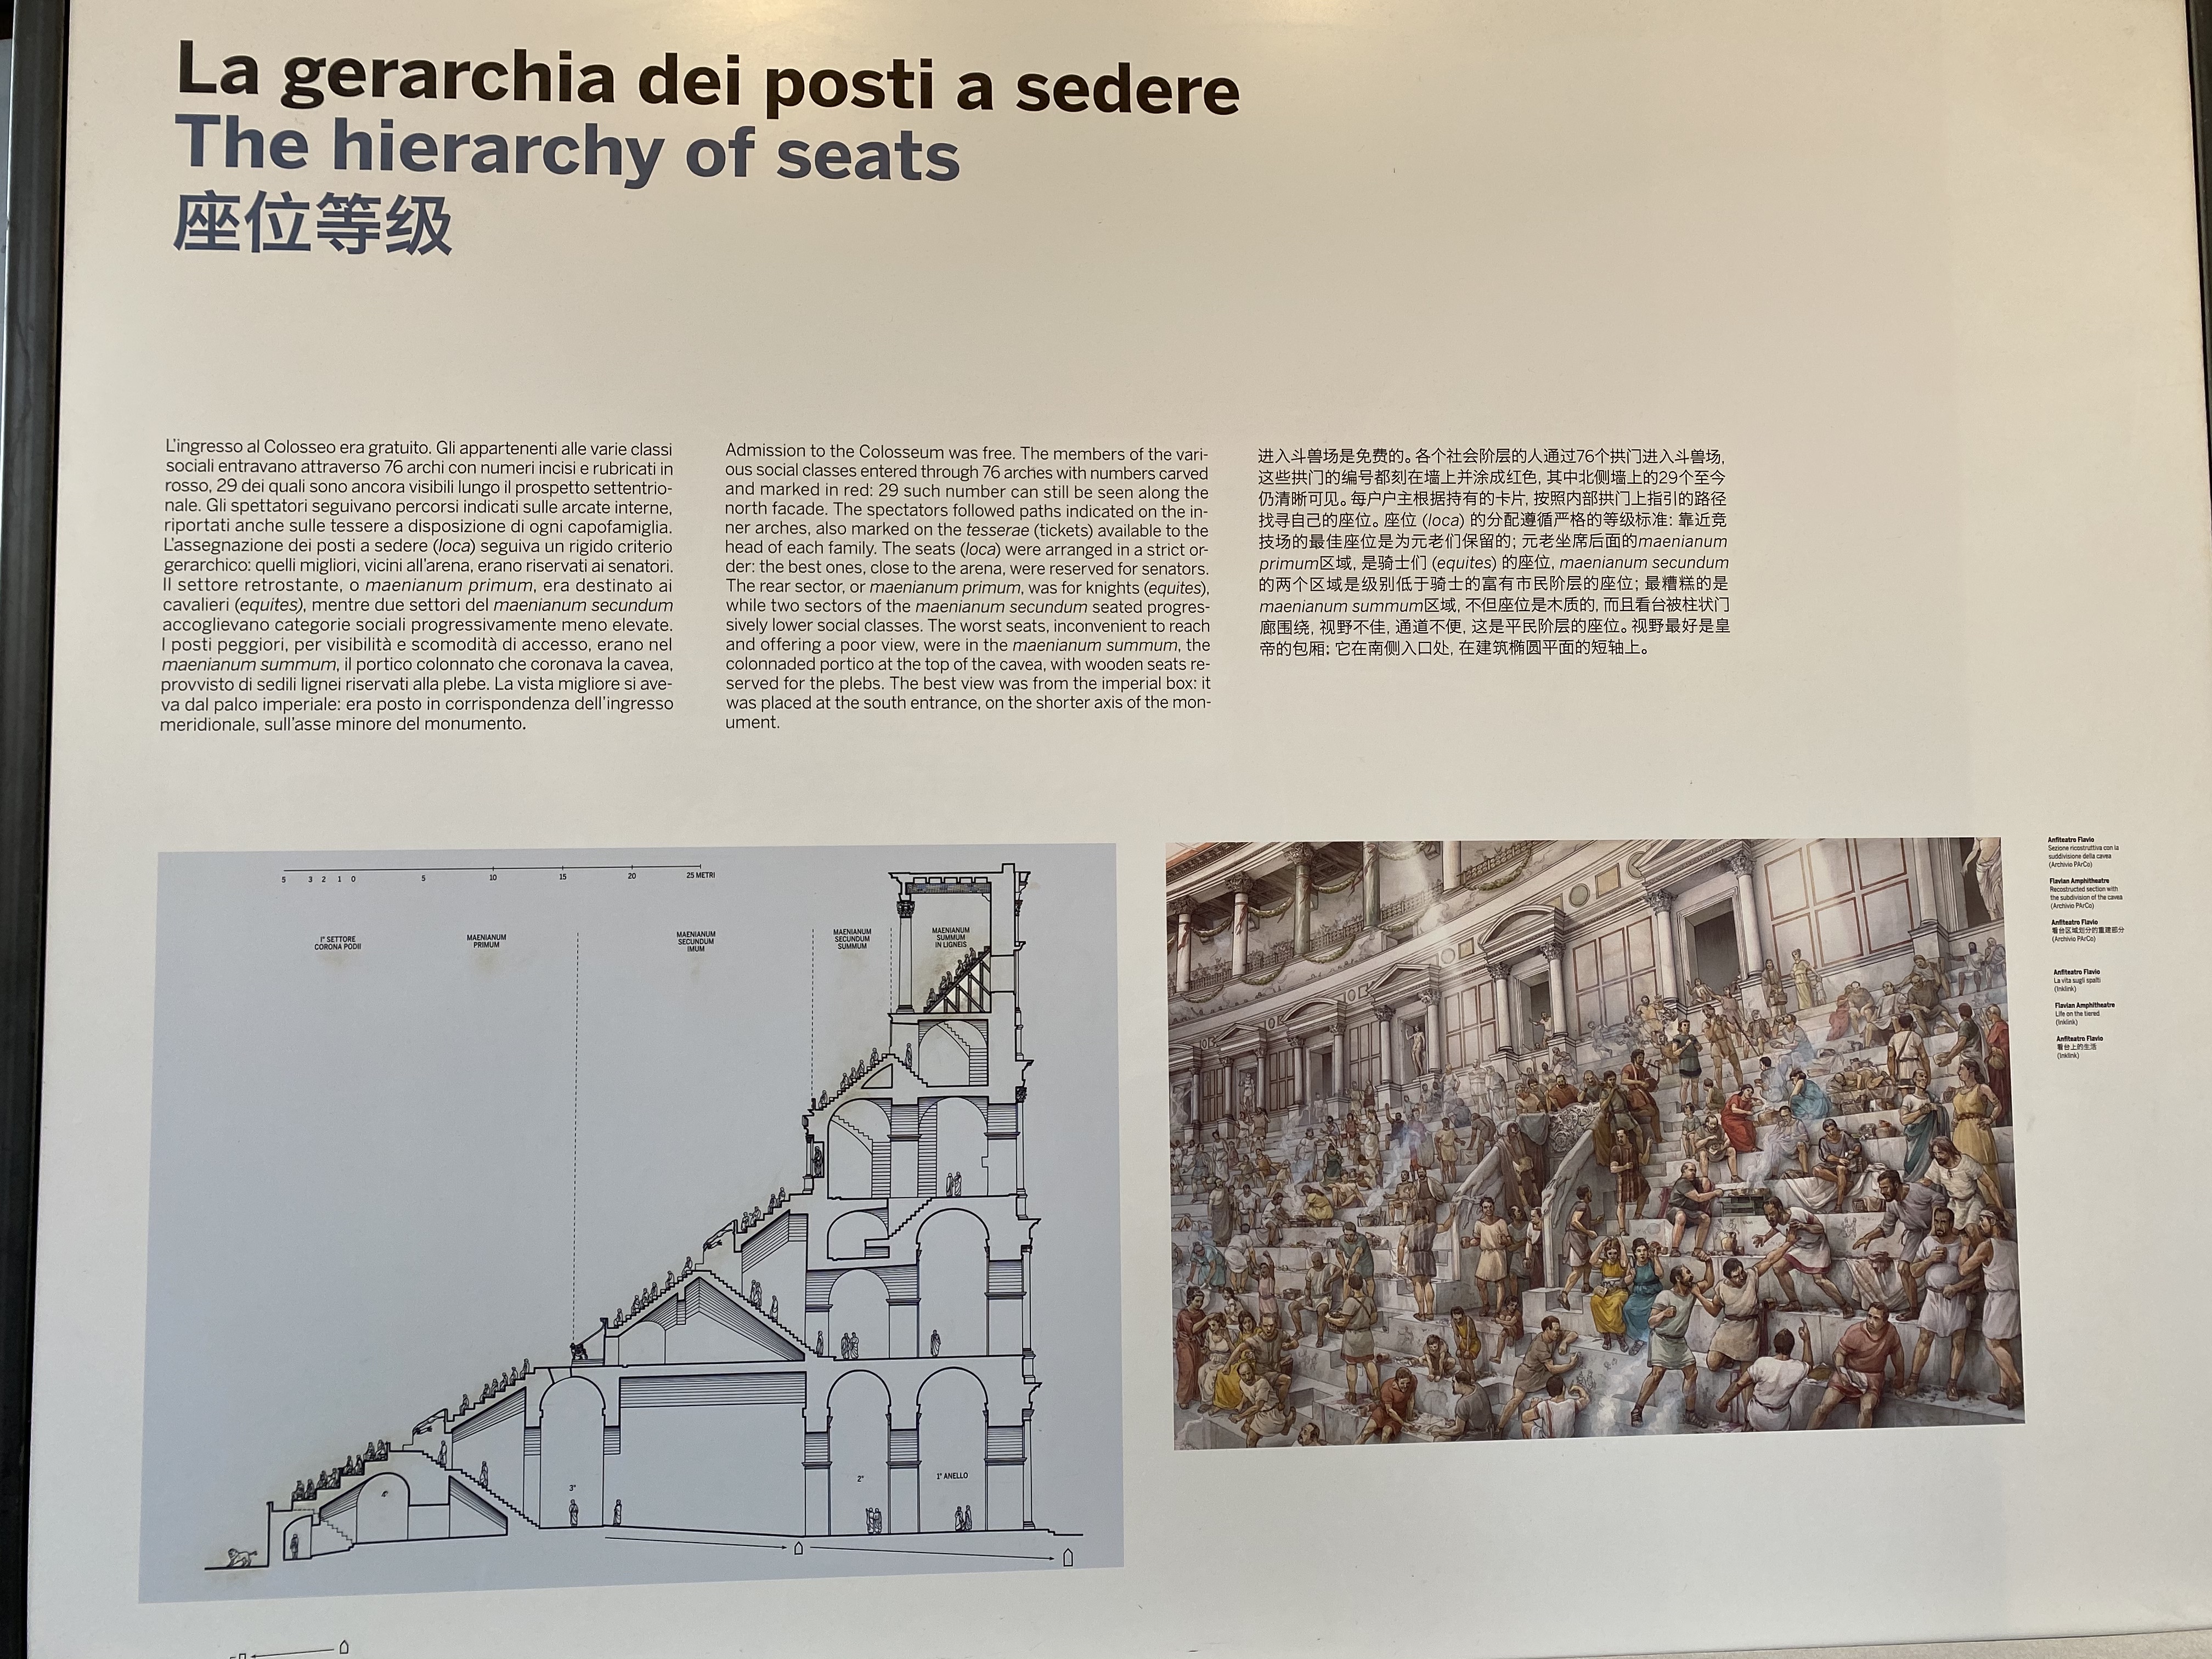 La gerarchia dei posti a sedere
The hierarchy of seats
座位等级
L'ingresso al Colosseo era gratuito. Gli appartenenti alle varie classi
sociali entravano attraverso 76 archi con numeri incisi e rubricati in
rosso, 29 dei quali sono ancora visibili lungo il prospetto settentrio-
nale. Gli spettatori seguivano percorsi indicati sulle arcate interne,
riportati anche sulle tessere a disposizione di ogni capofamiglia.
L'assegnazione dei posti a sedere (loca) seguiva un rigido criterio
gerarchico: quelli migliori, vicini all'arena, erano riservati ai senatori.
Il settore retrostante, o maenianum primum, era destinato ai
cavalieri (equites), mentre due settori del maenianum secundum
accoglievano categorie sociali progressivamente meno elevate.
I posti peggiori, per visibilità e scomodità di accesso, erano nel
maenianum summum, il portico colonnato che coronava la cavea,
provvisto di sedili lignei riservati alla plebe. La vista migliore si ave-
va dal palco imperiale: era posto in corrispondenza dell'ingresso
meridionale, sull'asse minore del monumento.
Admission to the Colosseum was free. The members of the vari-
ous social classes entered through 76 arches with numbers carved
and marked in red: 29 such number can still be seen along the
north facade. The spectators followed paths indicated on the in-
ner arches, also marked on the tesserae (tickets) available to the
head of each family. The seats (loca) were arranged in a strict or-
der: the best ones, close to the arena, were reserved for senators.
The rear sector, or maenianum primum, was for knights (equites),
while two sectors of the maenianum secundum seated progres-
sively lower social classes. The worst seats, inconvenient to reach
and offering a poor view, were in the maenianum summum, the
colonnaded portico at the top of the cavea, with wooden seats re-
served for the plebs. The best view was from the imperial box: it
was placed at the south entrance, on the shorter axis of the mon-
ument.
进入斗兽场是免费的。各个社会阶层的人通过76个拱门进入斗兽场,
这些拱门的编号都刻在墙上并涂成红色, 其中北侧墙上的29个至今
仍清晰可见。每户户主根据持有的卡片, 按照内部拱门上指引的路径
找寻自己的座位。座位 (loca) 的分配遵循严格的等级标准: 靠近竞
技场的最佳座位是为元老们保留的; 元老坐席后面的maenianum
primum区域, 是骑士们 (equites) 的座位, maenianum secundum
的两个区域是级别低于骑士的富有市民阶层的座位; 最糟糕的是
maenianum summum区域, 不但座位是木质的, 而且看台被柱状门
廊围绕, 视野不佳, 通道不便, 这是平民阶层的座位。视野最好是皇
帝的包厢; 它在南侧入口处, 在建筑椭圆平面的短轴上。
5 3 2 1 0 5 10 15 20 25 METRI
I° SETTORE
CORONA PODII
MAENIANUM
PRIMUM
MAENIANUM
SECUNDUM
IMUM
MAENIANUM
SECUNDUM
SUMMUM
MAENIANUM
SUMMUM
IN LIGNEIS
4°
3°
2°
1° ANELLO
Anfiteatro Flavio
Sezione ricostruttiva con la
suddivisione della cavea
(Archivio PArCo)
Flavian Amphitheatre
Recostructed section with
the subdivision of the cavea
(Archivio PArCo)
Anfiteatro Flavio
看台区域划分的重建部分
(Archivio PArCo)
Anfiteatro Flavio
La vita sugli spalti
(Inklink)
Flavian Amphitheatre
Life on the tiered
(Inklink)
Anfiteatro Flavio
看台上的生活
(Inklink)